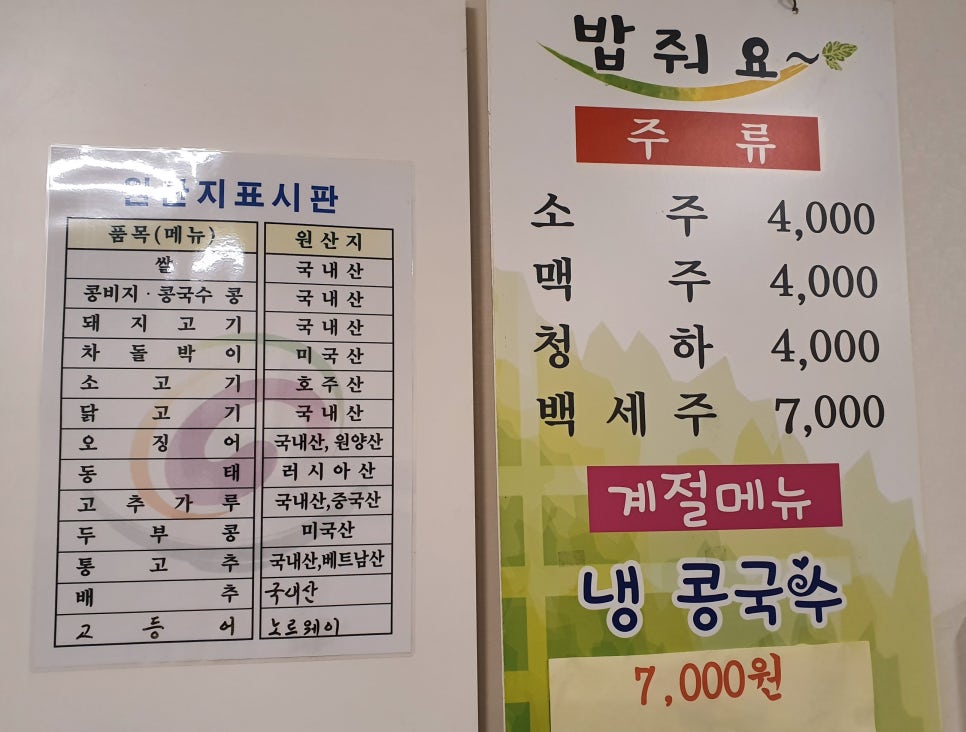 원산지표시판
품목(메뉴) 원산지
쌀 국내산
콩비지·콩국수 콩 국내산
돼지고기 국내산
차돌박이 미국산
소고기 호주산
닭고기 국내산
오징어 국내산, 원양산
동태 러시아산
고추가루 국내산,중국산
두부콩 미국산
통고추 국내산,베트남산
배추 국내산
고등어 노르웨이
밥줘요~
주류
소주 4,000
맥주 4,000
청하 4,000
백세주 7,000
계절메뉴
냉콩국수
7,000원